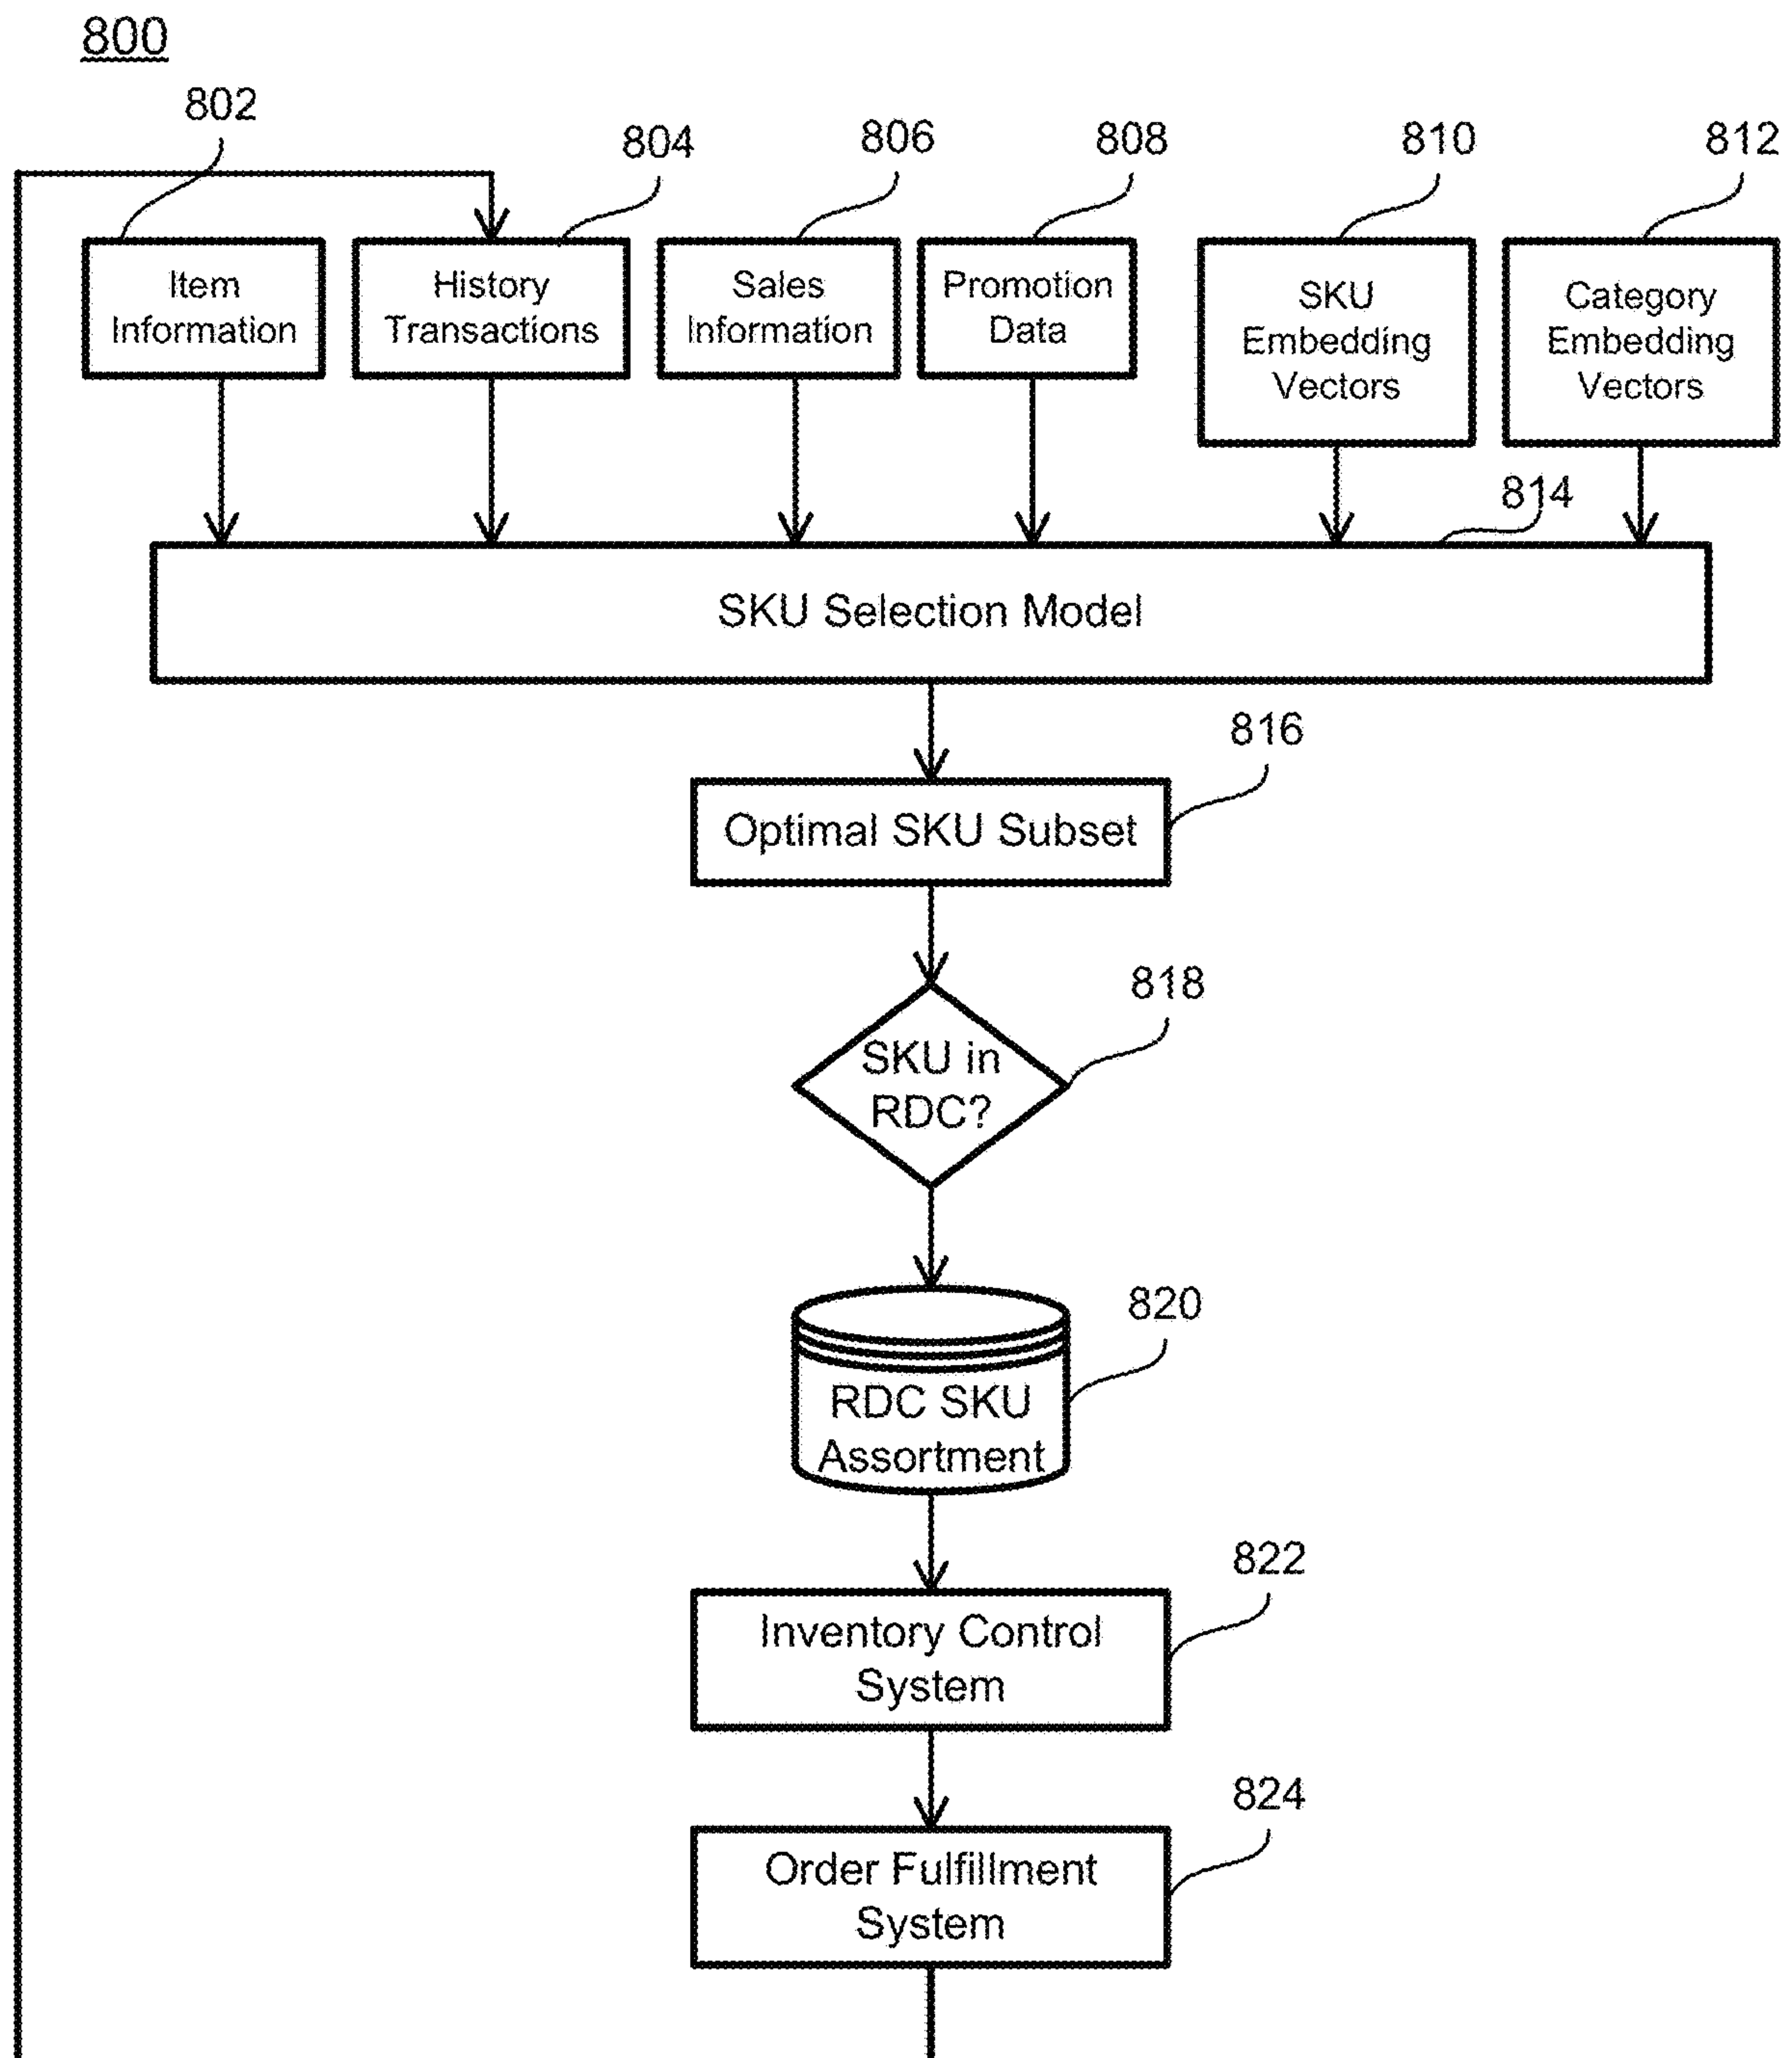 800
802
804
806
808
810
812
Item
Information
History
Transactions
Sales
Information
Promotion
Data
SKU
Embedding
Vectors
Category
Embedding
Vectors
814
SKU Selection Model
816
Optimal SKU Subset
818
SKU in
RDC?
820
RDC SKU
Assortment
822
Inventory Control
System
824
Order Fulfillment
System